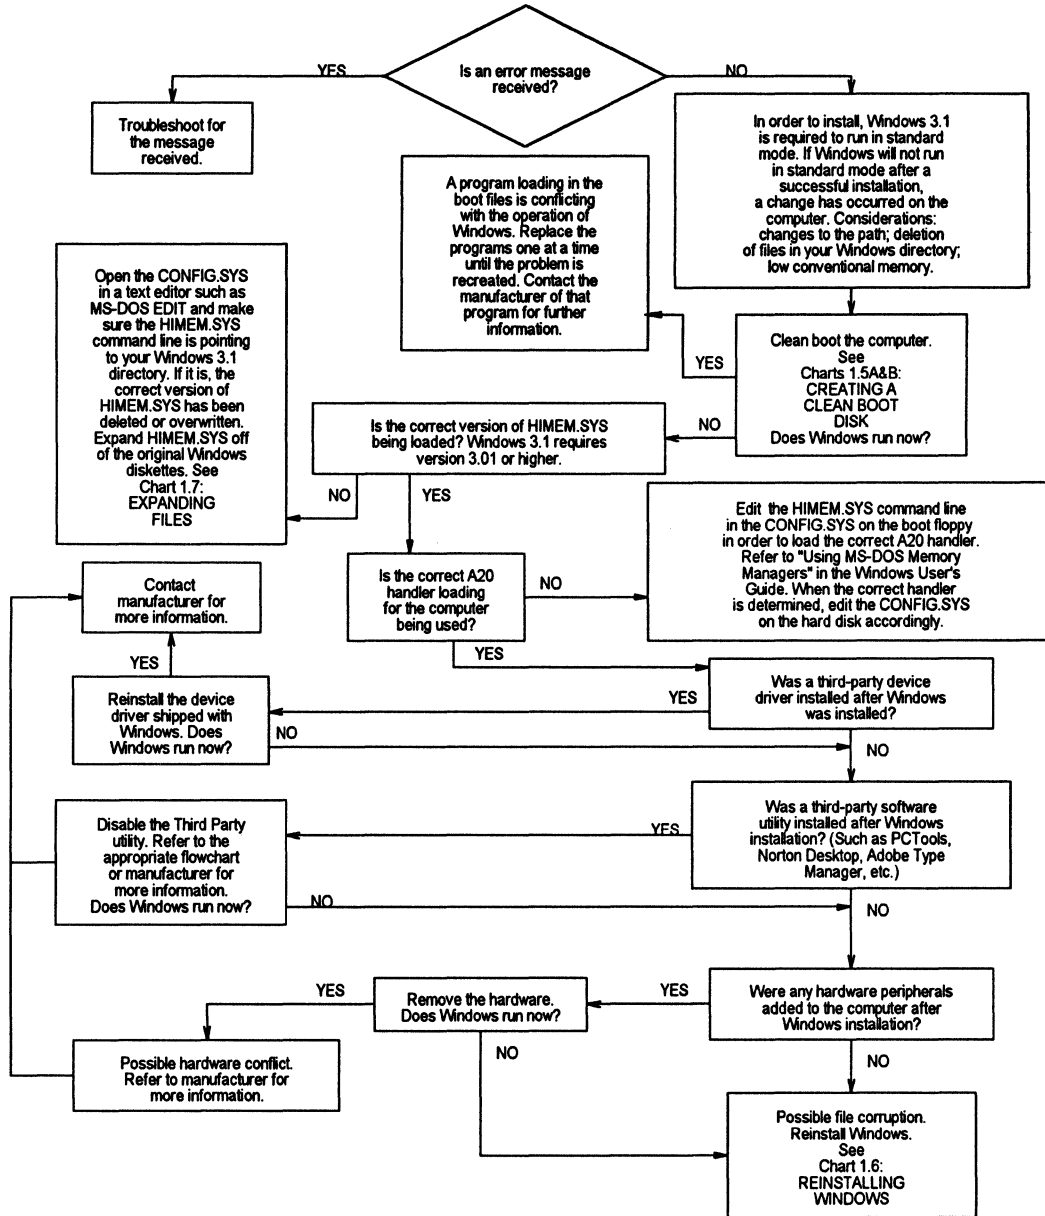 Is an error message
received?
YES
NO
Troubleshoot for
the message
received.
In order to install, Windows 3.1
is required to run in standard
mode. If Windows will not run
in standard mode after a
successful installation,
a change has occurred on the
computer. Considerations:
changes to the path; deletion
of files in your Windows directory;
low conventional memory.
A program loading in the
boot files is conflicting
with the operation of
Windows. Replace the
programs one at a time
until the problem is
recreated. Contact the
manufacturer of that
program for further
information.
Open the CONFIG.SYS
in a text editor such as
MS-DOS EDIT and make
sure the HIMEM.SYS
command line is pointing
to your Windows 3.1
directory. If it is, the
correct version of
HIMEM.SYS has been
deleted or overwritten.
Expand HIMEM.SYS off
of the original Windows
diskettes. See
Chart 1.7:
EXPANDING
FILES
Clean boot the computer.
See
Charts 1.5A&B:
CREATING A
CLEAN BOOT
DISK
Does Windows run now?
YES
NO
Is the correct version of HIMEM.SYS
being loaded? Windows 3.1 requires
version 3.01 or higher.
NO
YES
Edit the HIMEM.SYS command line
in the CONFIG.SYS on the boot floppy
in order to load the correct A20 handler.
Refer to "Using MS-DOS Memory
Managers" in the Windows User's
Guide. When the correct handler
is determined, edit the CONFIG.SYS
on the hard disk accordingly.
Is the correct A20
handler loading
for the computer
being used?
NO
YES
Contact
manufacturer for
more information.
YES
Reinstall the device
driver shipped with
Windows. Does
Windows run now?
NO
Was a third-party device
driver installed after Windows
was installed?
YES
NO
Disable the Third Party
utility. Refer to the
appropriate flowchart
or manufacturer for
more information.
Does Windows run now?
NO
Was a third-party software
utility installed after Windows
installation? (Such as PCTools,
Norton Desktop, Adobe Type
Manager, etc.)
YES
NO
Were any hardware peripherals
added to the computer after
Windows installation?
YES
NO
Remove the hardware.
Does Windows run now?
YES
NO
Possible hardware conflict.
Refer to manufacturer for
more information.
Possible file corruption.
Reinstall Windows.
See
Chart 1.6:
REINSTALLING
WINDOWS